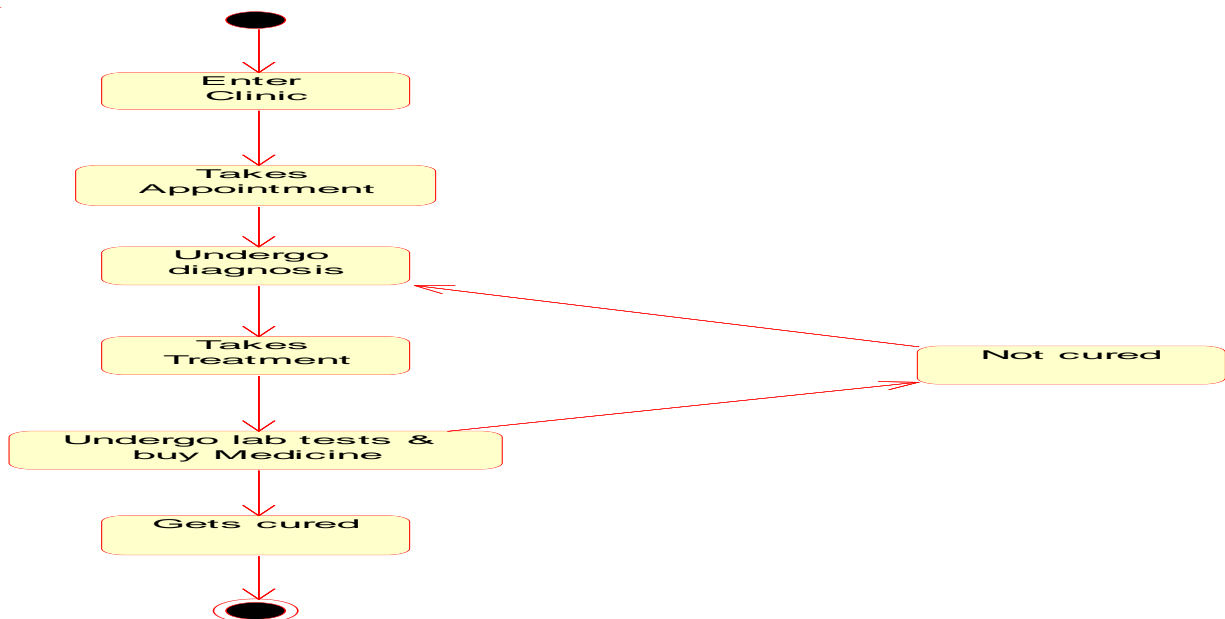 Enter
Clinic
Takes
Appointment
Undergo
diagnosis
Takes
Treatment
Not cured
Undergo lab tests &
buy Medicine
Gets cured